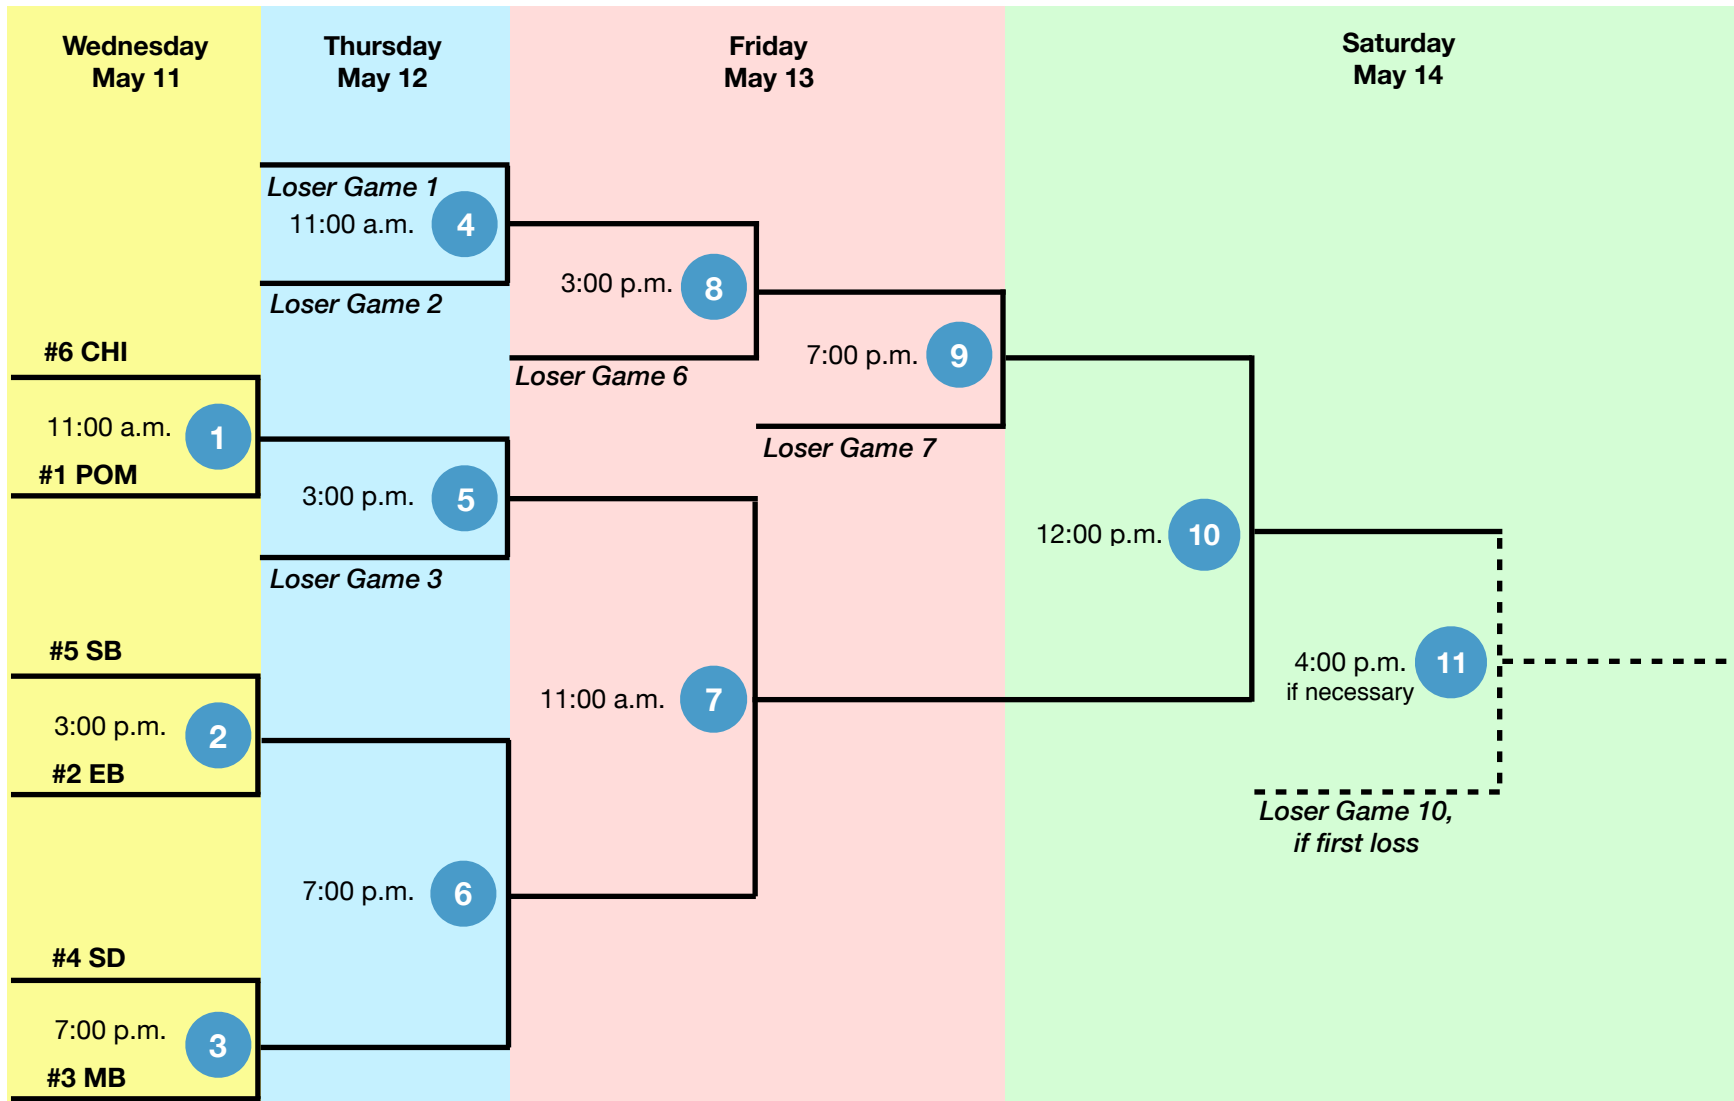 Wednesday
May 11
Thursday
May 12
Friday
May 13
Saturday
May 14
#6 CHI
11:00 a.m.
1
#1 POM
#5 SB
3:00 p.m.
2
#2 EB
#4 SD
7:00 p.m.
3
#3 MB
Loser Game 1
11:00 a.m.
4
Loser Game 2
3:00 p.m.
5
Loser Game 3
7:00 p.m.
6
3:00 p.m.
8
Loser Game 6
7:00 p.m.
9
Loser Game 7
11:00 a.m.
7
12:00 p.m.
10
4:00 p.m.
if necessary
11
Loser Game 10,
if first loss